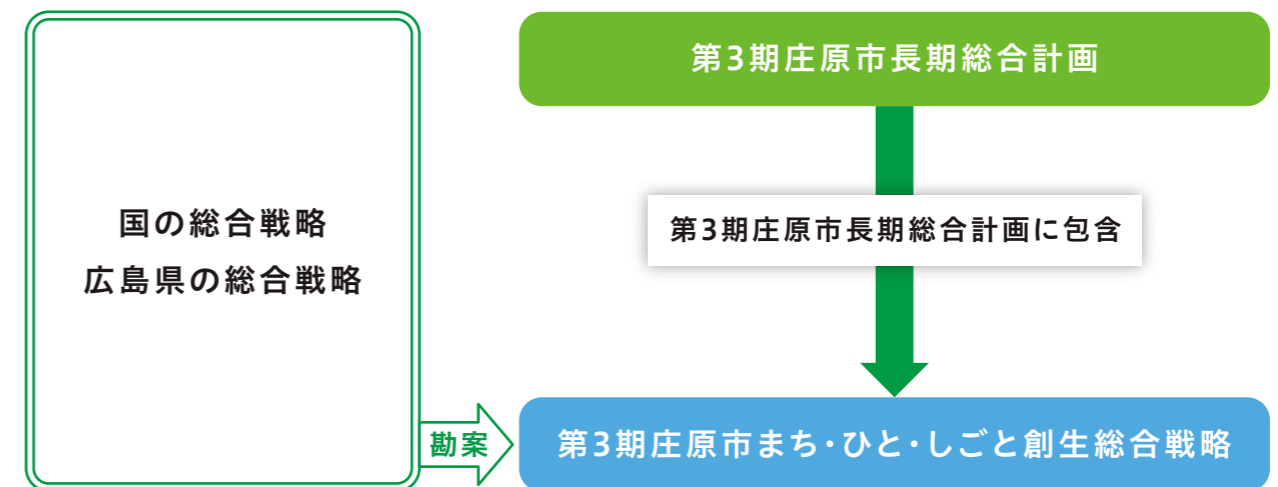 国の総合戦略
広島県の総合戦略
勘案
第3期庄原市長期総合計画
第3期庄原市長期総合計画に包含
第3期庄原市まち・ひと・しごと創生総合戦略